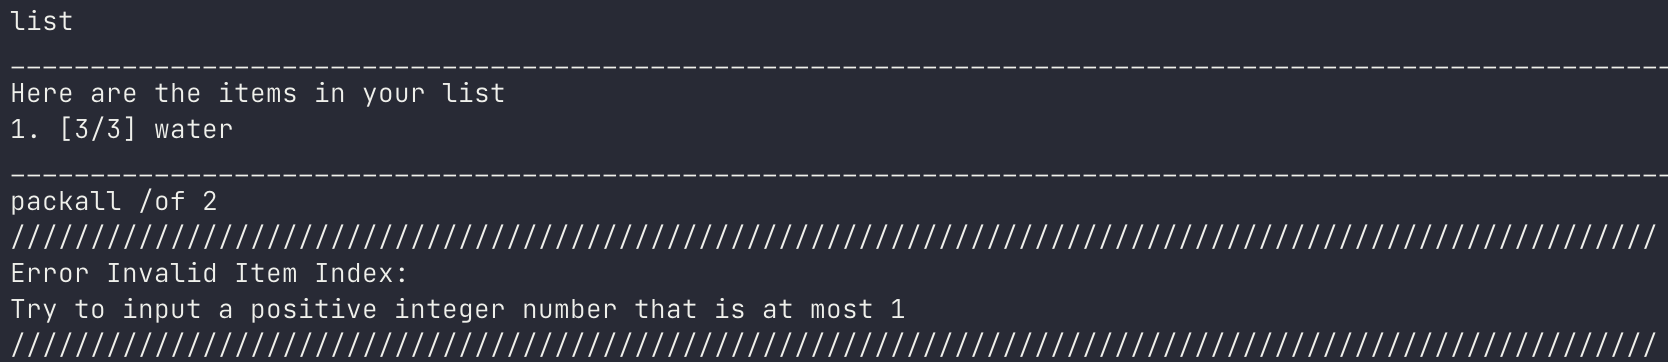 list
________________________________________________________________________________________________________
Here are the items in your list
1. [3/3] water
________________________________________________________________________________________________________
packall /of 2
///////////////////////////////////////////////////////////////////////////////////////////////////////
Error Invalid Item Index:
Try to input a positive integer number that is at most 1
///////////////////////////////////////////////////////////////////////////////////////////////////////